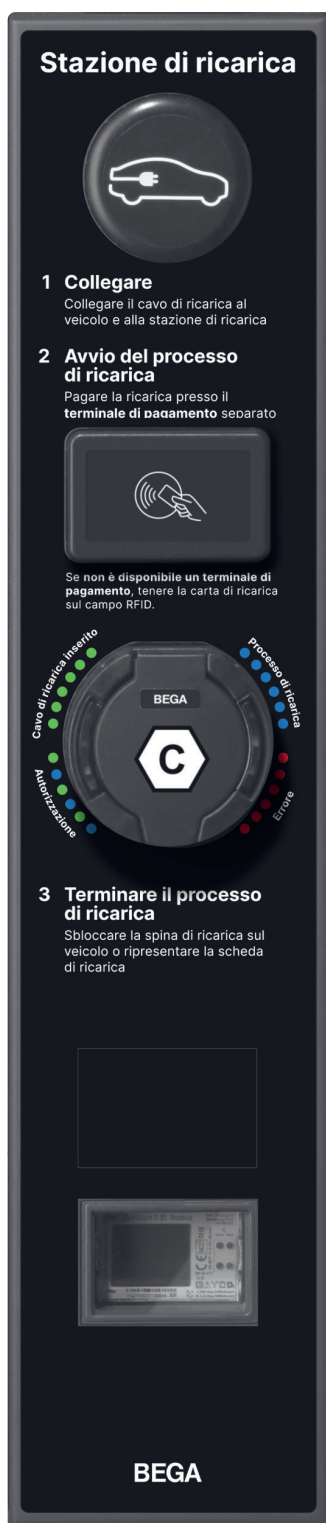 Stazione di ricarica
1 Collegare
Collegare il cavo di ricarica al
veicolo e alla stazione di ricarica
2 Avvio del processo
di ricarica
Pagare la ricarica presso il
terminale di pagamento separato
Se non è disponibile un terminale di
pagamento, tenere la carta di ricarica
sul campo RFID.
Cavo di ricarica inserito
Processo di ricarica
BEGA
C
Autorizzazione
Errore
3 Terminare il processo
di ricarica
Sbloccare la spina di ricarica sul
veicolo o ripresentare la scheda
di ricarica
BEGA